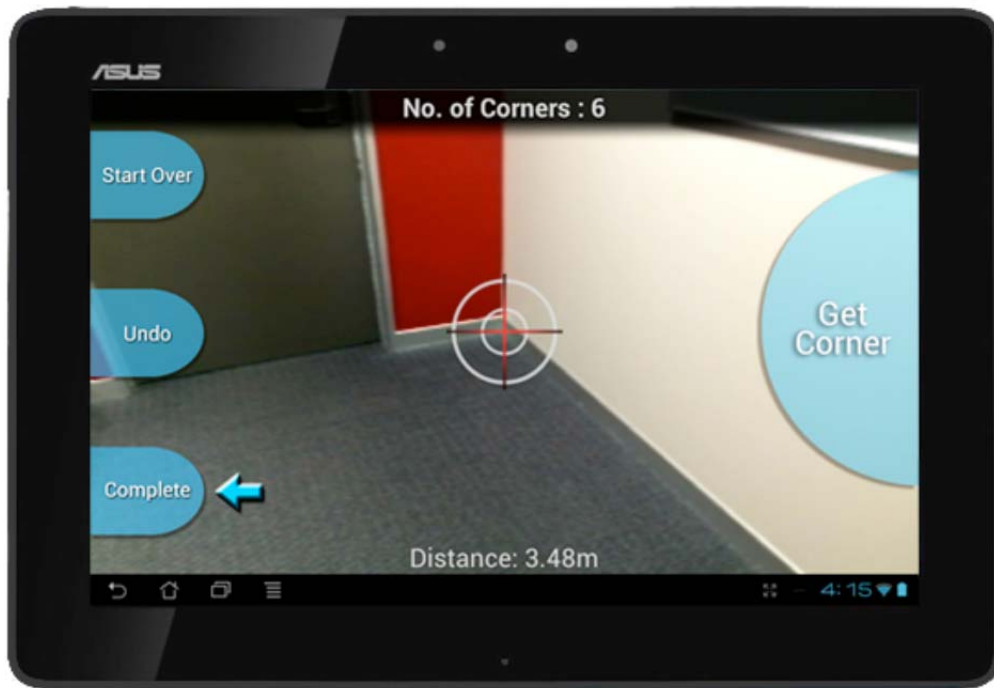 ASUS
No. of Corners : 6
Start Over
Undo
Get
Corner
Complete
Distance: 3.48m
4:15